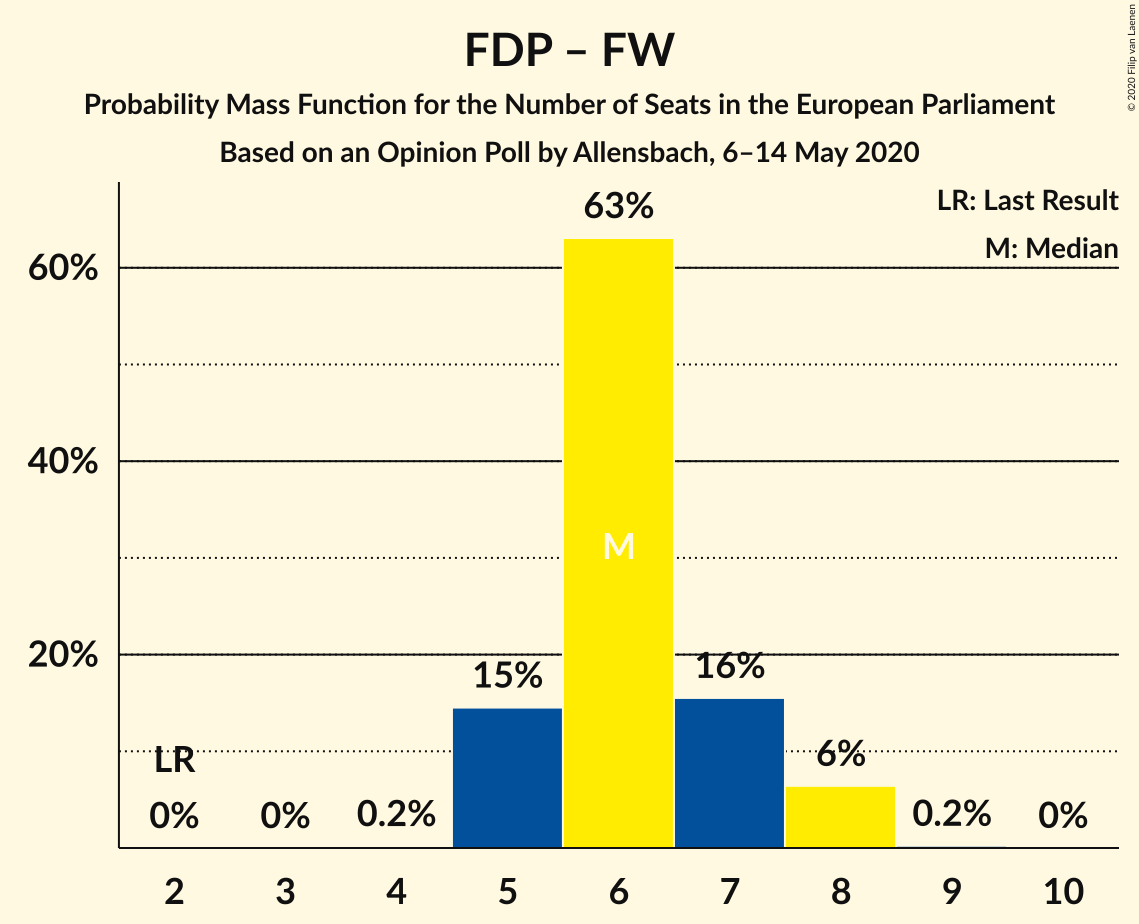 FDP – FW
Probability Mass Function for the Number of Seats in the European Parliament
Based on an Opinion Poll by Allensbach, 6–14 May 2020
© 2020 Filip van Laenen
LR: Last Result
M: Median
63%
60%
40%
M
20%
15%
16%
LR
6%
0%
0%
0.2%
0.2%
0%
2
3
4
5
6
7
8
9
10